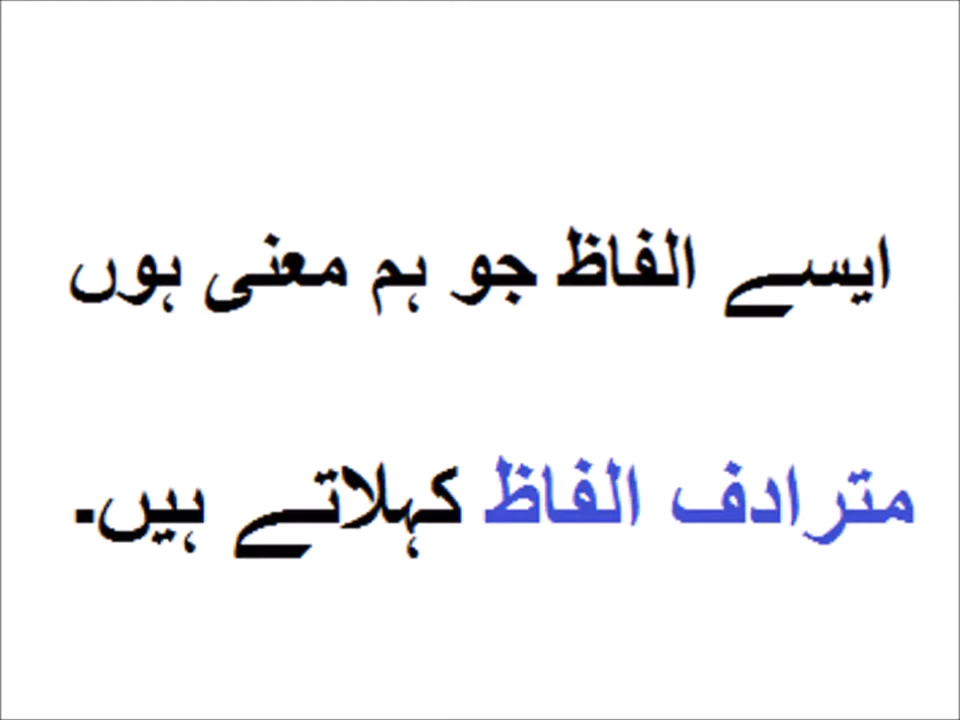 ایسے الفاظ جو ہم معنی ہوں
مترادف الفاظ کہلاتے ہیں۔